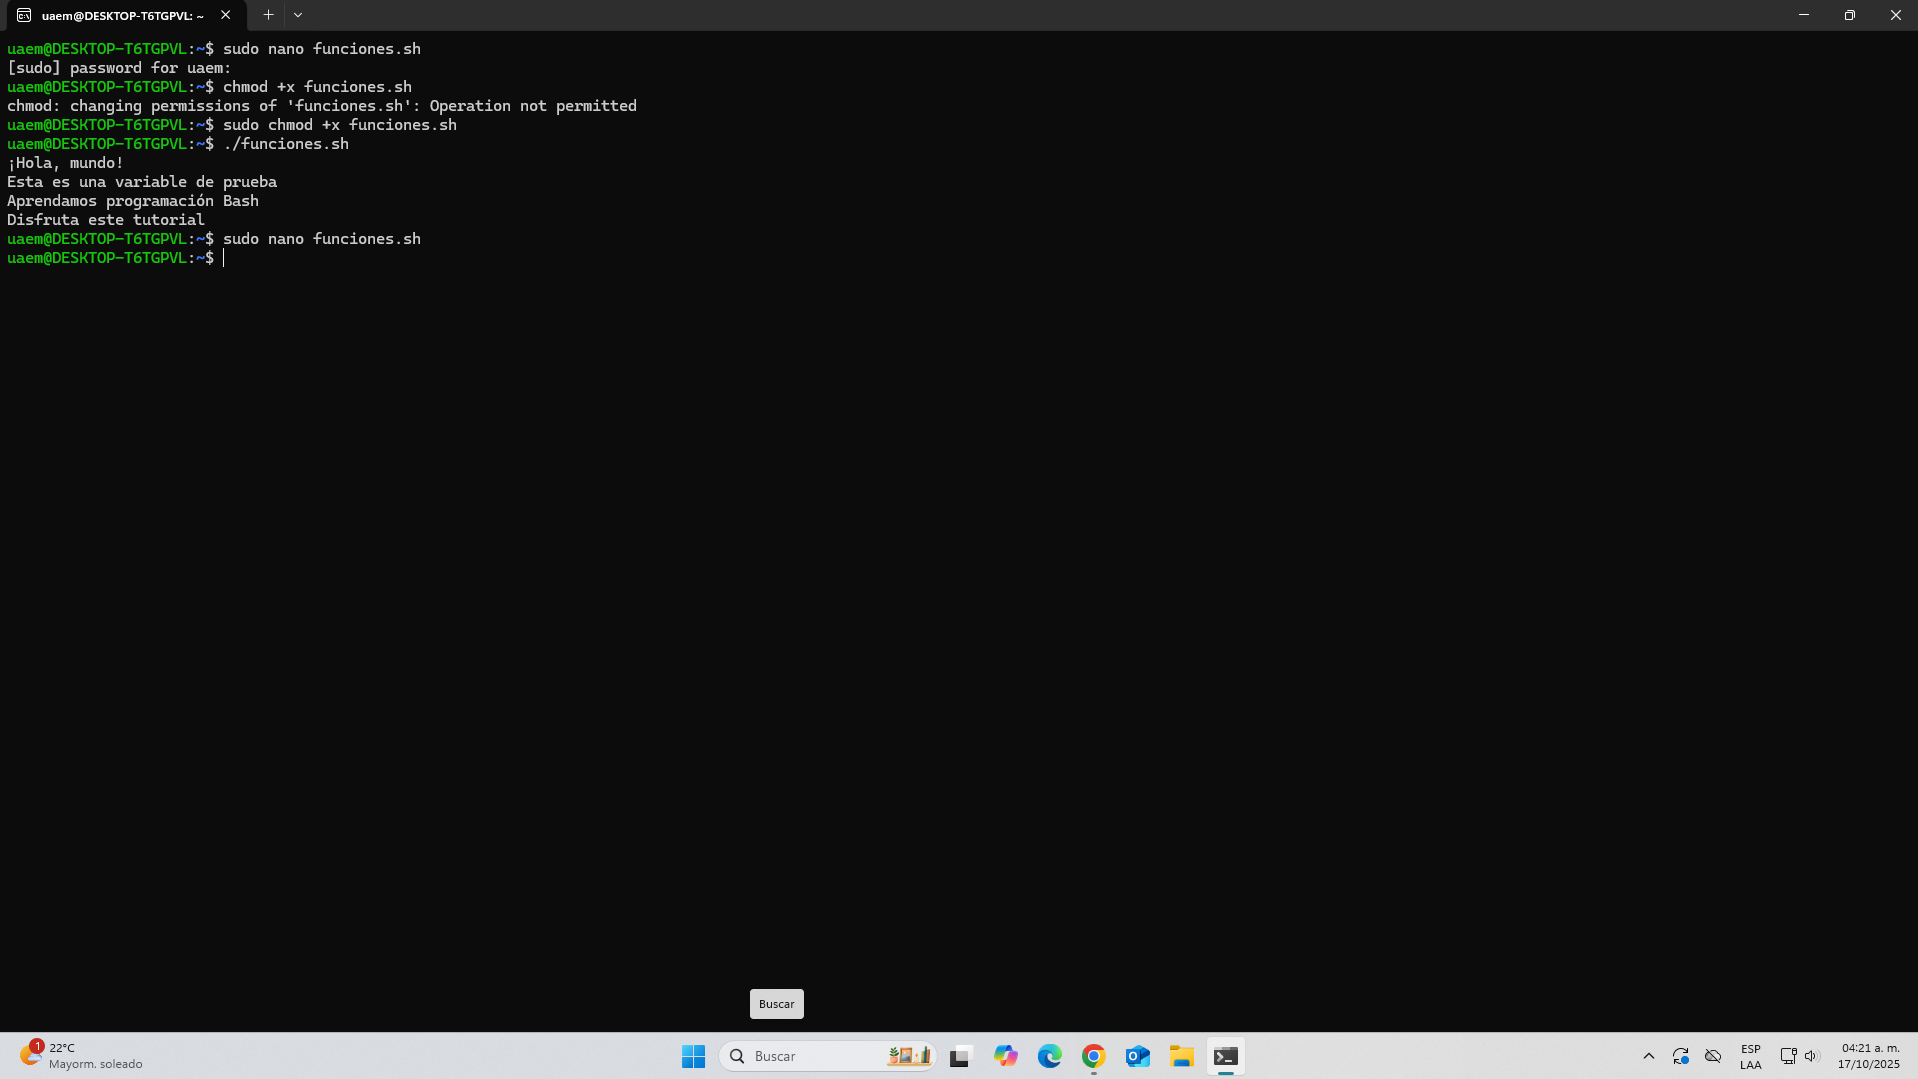 uaem@DESKTOP-T6TGPVL: ~
uaem@DESKTOP-T6TGPVL:~$ sudo nano funciones.sh
[sudo] password for uaem:
uaem@DESKTOP-T6TGPVL:~$ chmod +x funciones.sh
chmod: changing permissions of 'funciones.sh': Operation not permitted
uaem@DESKTOP-T6TGPVL:~$ sudo chmod +x funciones.sh
uaem@DESKTOP-T6TGPVL:~$ ./funciones.sh
¡Hola, mundo!
Esta es una variable de prueba
Aprendamos programación Bash
Disfruta este tutorial
uaem@DESKTOP-T6TGPVL:~$ sudo nano funciones.sh
uaem@DESKTOP-T6TGPVL:~$
Buscar
1
22°C
Mayorm. soleado
Buscar
ESP
LAA
04:21 a. m.
17/10/2025